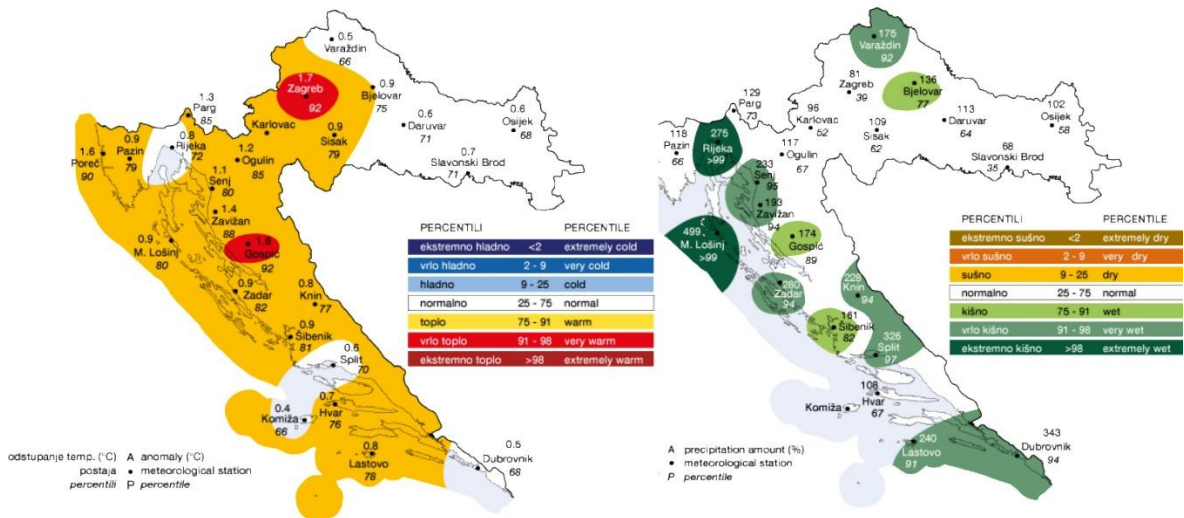 0.5
Varaždin
66
1.7
Zagreb
92
0.9
Bjelovar
75
1.3
Parg
85
0.6
Daruvar
71
0.6
Osijek
68
Karlovac
0.9
Sisak
79
0.8
Rijeka
72
0.9
Pazin
79
1.6
Poreč
90
1.2
Ogulin
85
0.7
Slavonski Brod
71
1.1
Senj
80
1.4
Zavižan
88
0.9
M. Lošinj
80
1.8
Gospić
92
0.9
Zadar
82
0.8
Knin
77
0.9
Šibenik
81
0.6
Split
70
0.4
Komiža
66
0.7
Hvar
76
0.8
Lastovo
78
0.5
Dubrovnik
68
PERCENTILI PERCENTILE
ekstremno hladno <2 extremely cold
vrlo hladno 2 - 9 very cold
hladno 9 - 25 cold
normalno 25 - 75 normal
toplo 75 - 91 warm
vrlo toplo 91 - 98 very warm
ekstremno toplo >98 extremely warm
odstupanje temp. (°C) A anomaly (°C)
postaja • meteorological station
percentili P percentile
175
Varaždin
92
81
Zagreb
39
136
Bjelovar
77
129
Parg
73
96
Karlovac
52
109
Sisak
62
113
Daruvar
64
102
Osijek
58
118
Pazin
66
275
Rijeka
>99
117
Ogulin
67
68
Slavonski Brod
35
233
Senj
95
193
Zavižan
94
499
M. Lošinj
>99
174
Gospić
89
280
Zadar
94
228
Knin
94
161
Šibenik
82
326
Split
97
108
Hvar
67
Komiža
240
Lastovo
91
343
Dubrovnik
94
PERCENTILI PERCENTILE
ekstremno sušno <2 extremely dry
vrlo sušno 2 - 9 very dry
sušno 9 - 25 dry
normalno 25 - 75 normal
kišno 75 - 91 wet
vrlo kišno 91 - 98 very wet
ekstremno kišno >98 extremely wet
A precipitation amount (%)
• meteorological station
P percentile